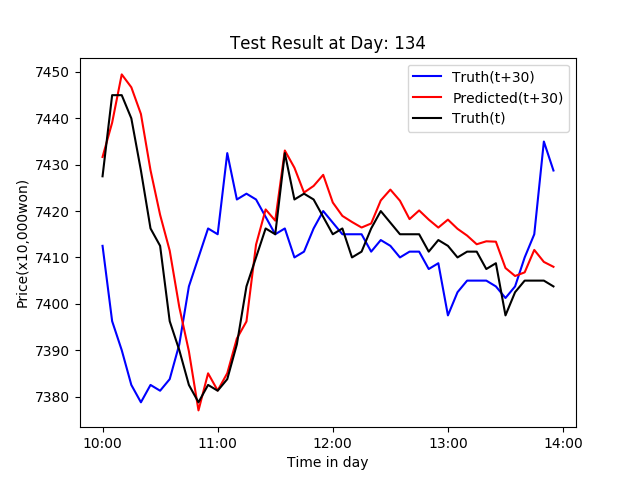 Test Result at Day: 134
Truth(t+30)
Predicted(t+30)
Truth(t)
Price(x10,000won)
7450
7440
7430
7420
7410
7400
7390
7380
10:00 11:00 12:00 13:00 14:00
Time in day